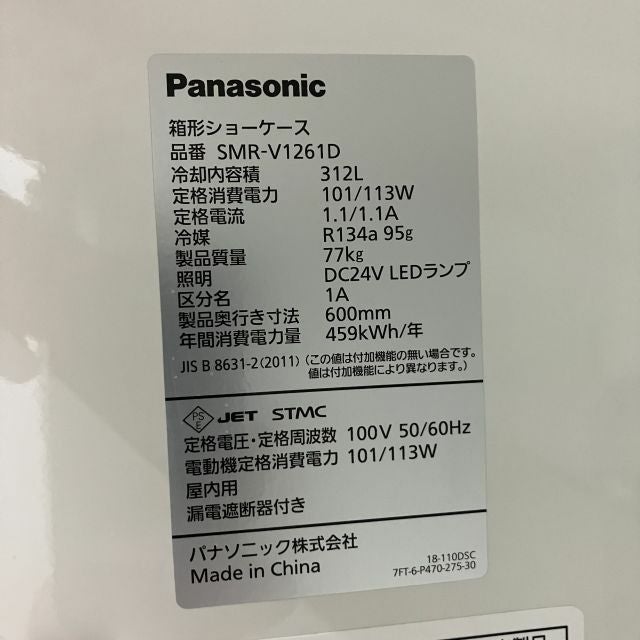 Panasonic
箱形ショーケース
品番 SMR-V1261D
冷却内容積 312L
定格消費電力 101/113W
定格電流 1.1/1.1A
冷媒 R134a 95g
製品質量 77kg
照明 DC24V LEDランプ
区分名 1A
製品奥行き寸法 600mm
年間消費電力量 459kWh/年
JIS B 8631-2(2011) (この値は付加機能の無い場合です。
値は付加機能により異なります。)
PSE JET STMC
定格電圧・定格周波数 100V 50/60Hz
電動機定格消費電力 101/113W
屋内用
漏電遮断器付き
パナソニック株式会社
Made in China
18-110DSC
7FT-6-P470-275-30